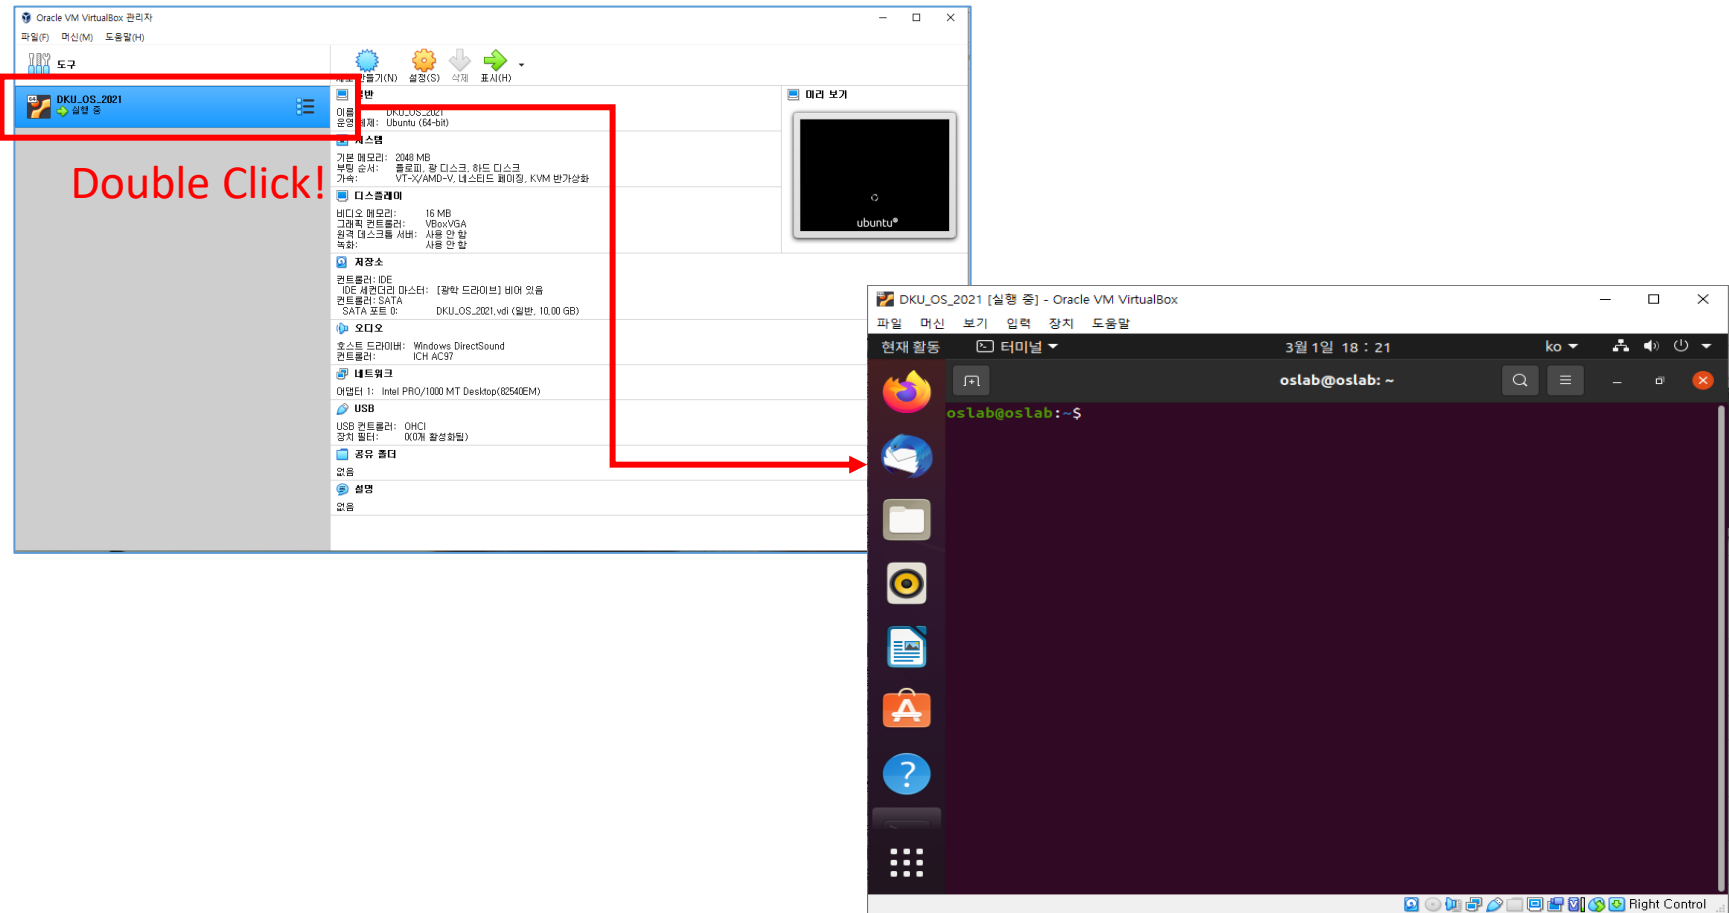 Oracle VM VirtualBox 관리자
파일(F) 머신(M) 도움말(H)
도구
만들기(N) 설정(S) 삭제 표시(H)
DKU_OS_2021
실행 중
Double Click!
미리 보기
DKU_OS_2021
Ubuntu (64-bit)
시스템
기본 메모리: 2048 MB
부팅 순서: 플로피, 광 디스크, 하드 디스크
가속: VT-X/AMD-V, 네스티드 페이징, KVM 반가상화
디스플레이
비디오 메모리: 16 MB
그래픽 컨트롤러: VBoxVGA
원격 데스크톱 서버: 사용 안 함
녹화: 사용 안 함
ubuntu®
저장소
컨트롤러: IDE
IDE 세컨더리 마스터: [광학 드라이브] 비어 있음
컨트롤러: SATA
SATA 포트 0: DKU_OS_2021.vdi (일반, 10.00 GB)
오디오
호스트 드라이버: Windows DirectSound
컨트롤러: ICH AC97
네트워크
어댑터 1: Intel PRO/1000 MT Desktop(82540EM)
USB
USB 컨트롤러: OHCI
장치 필터: 0(0개 활성화됨)
공유 폴더
없음
설명
없음
DKU_OS_2021 [실행 중] - Oracle VM VirtualBox
파일 머신 보기 입력 장치 도움말
현재 활동 터미널 3월 1일 18 : 21 ko
oslab@oslab: ~
oslab@oslab:~$
Right Control